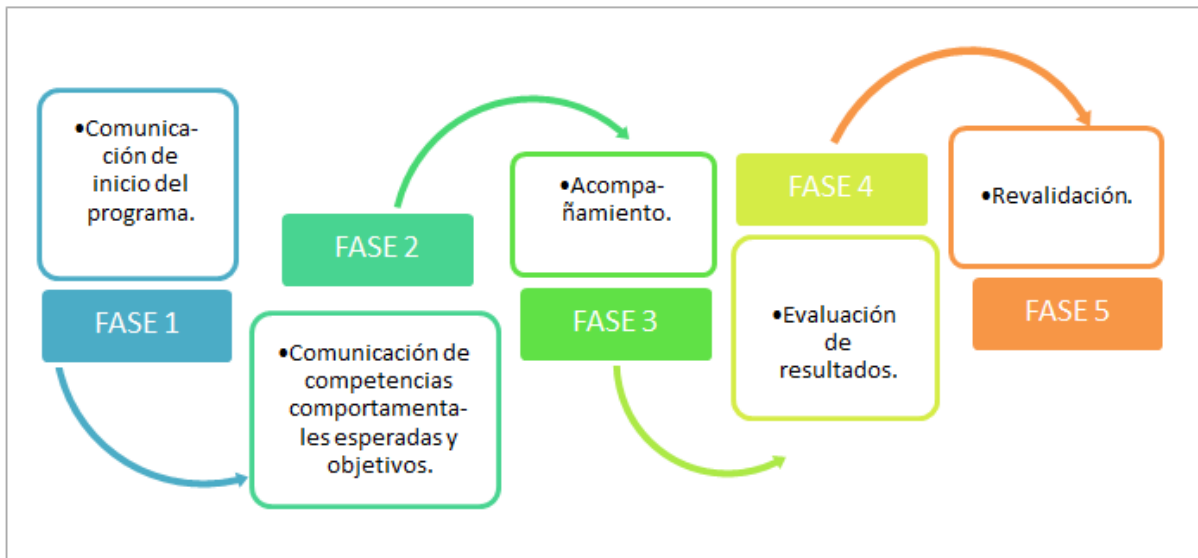 •Comunica-
ción de
inicio del
programa.
FASE 1
FASE 2
•Comunicación de
competencias
comportamenta-
les esperadas y
objetivos.
•Acompa-
ñamiento.
FASE 3
FASE 4
•Evaluación
de
resultados.
•Revalidación.
FASE 5